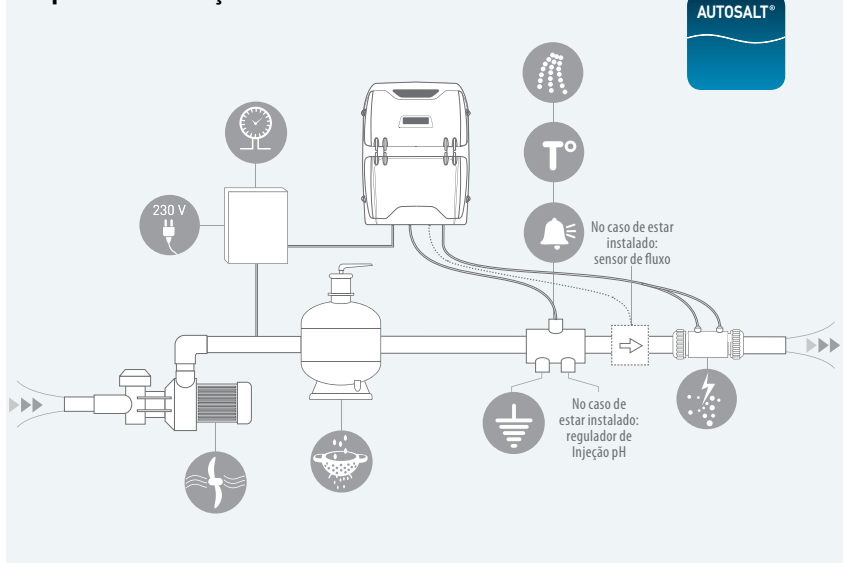 AUTOSALT®
230 V
T°
No caso de estar
instalado:
sensor de fluxo
No caso de
estar instalado:
regulador de
Injeção pH